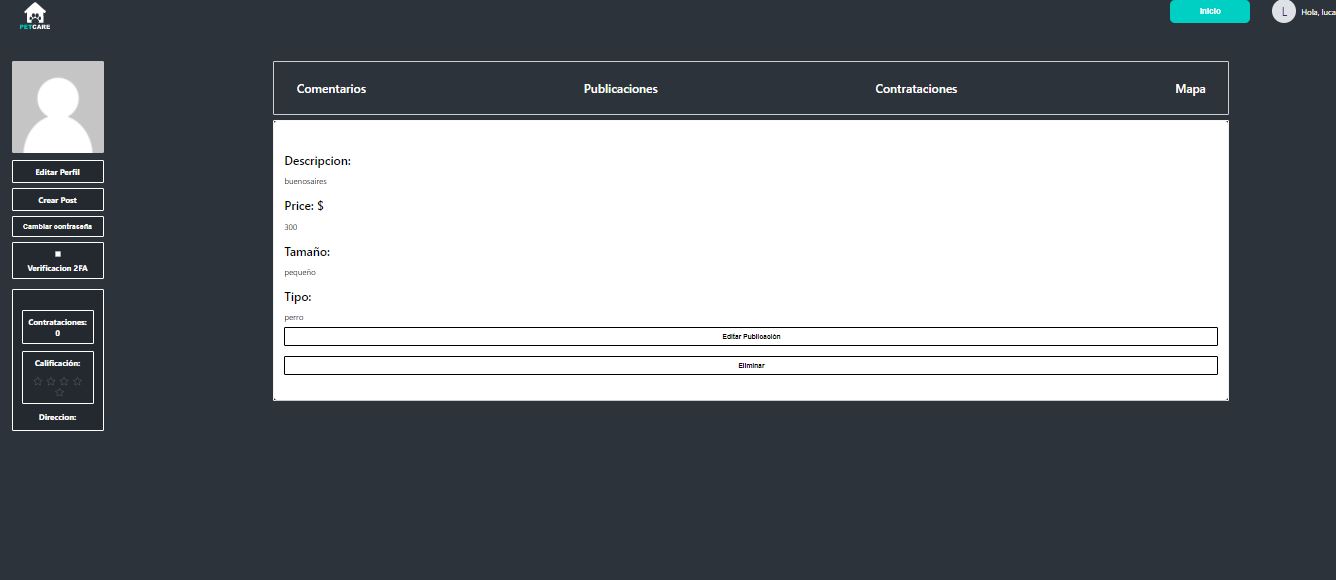 PETCARE
Inicio
L
Hola, luca
Comentarios
Publicaciones
Contrataciones
Mapa
Editar Perfil
Crear Post
Cambiar contraseña
Verificacion 2FA
Contrataciones:
0
Calificación:
Direccion:
Descripcion:
buenosaires
Price: $
300
Tamaño:
pequeño
Tipo:
perro
Editar Publicación
Eliminar